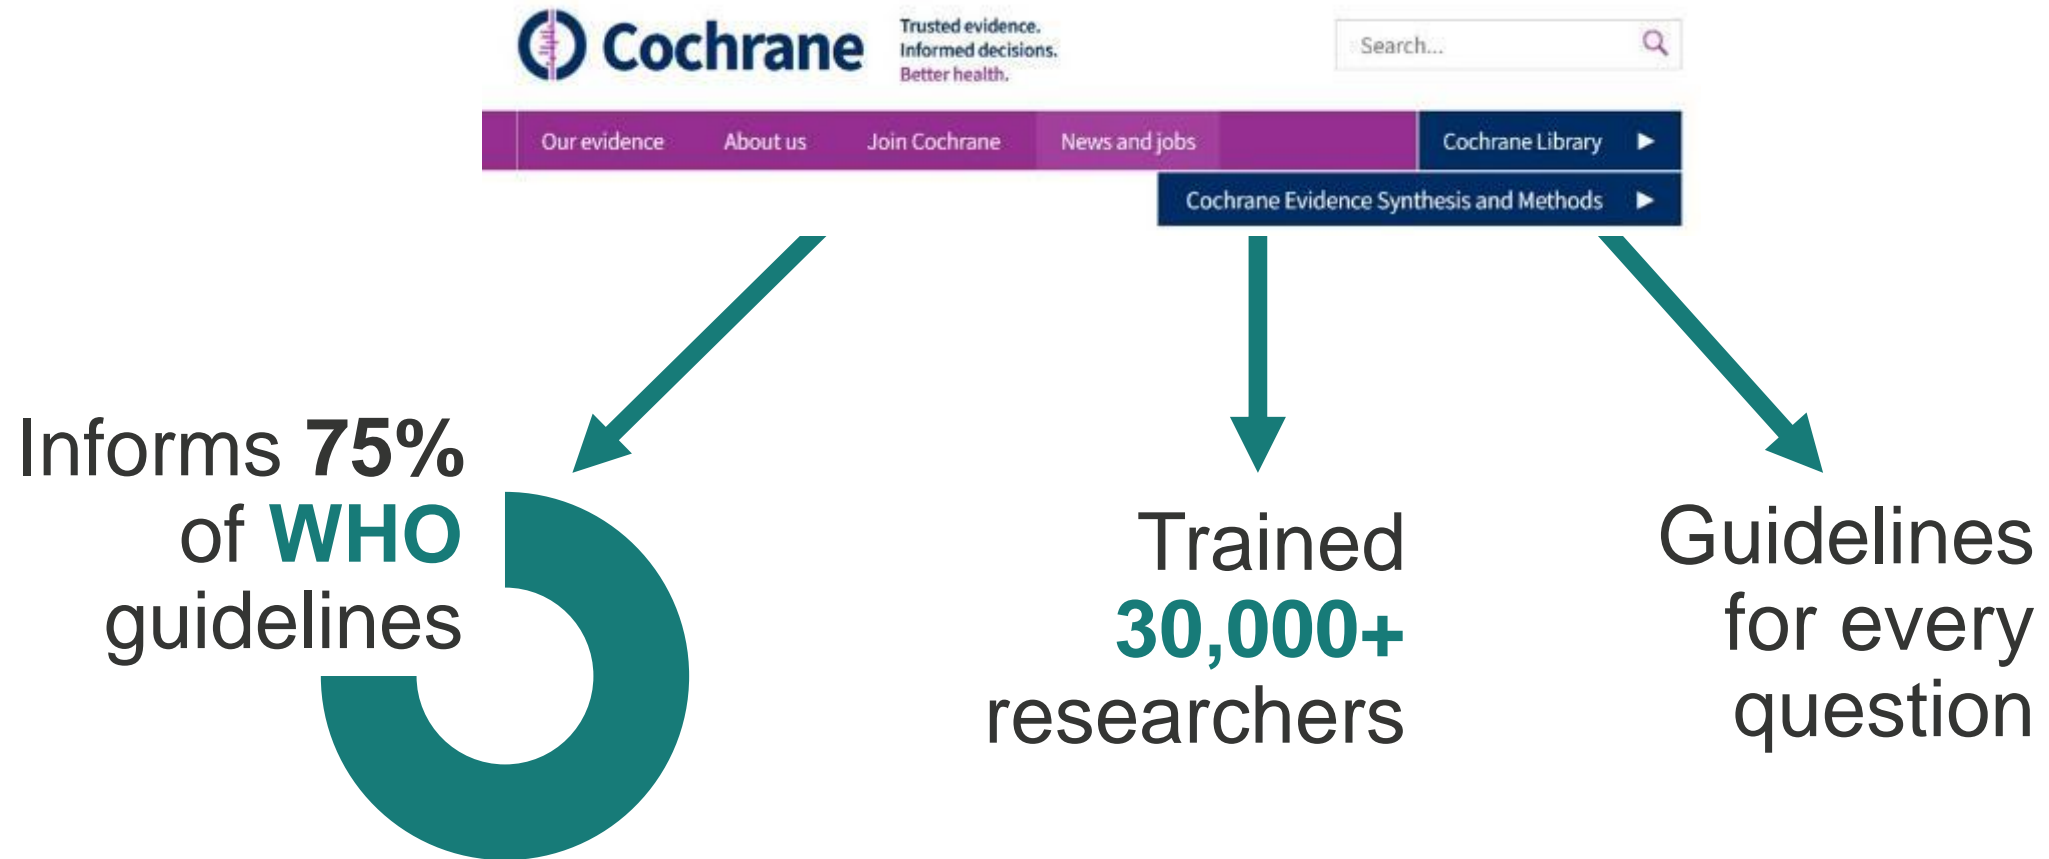 Cochrane
Trusted evidence.
Informed decisions.
Better health.
Search...
Our evidence
About us
Join Cochrane
News and jobs
Cochrane Library
Cochrane Evidence Synthesis and Methods
Informs 75%
of WHO
guidelines
Trained
30,000+
researchers
Guidelines
for every
question